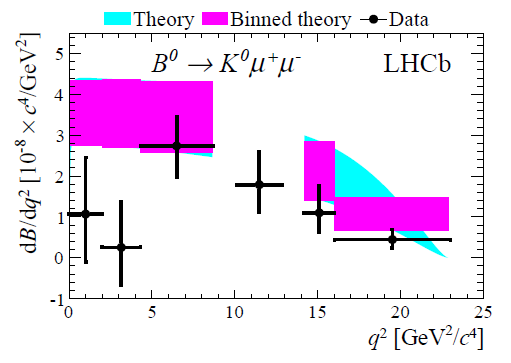 Theory Binned theory Data
B⁰ → K⁰μ⁺μ⁻ LHCb
dB/dq² [10⁻⁸ × c⁴/GeV²]
5
4
3
2
1
0
-1
0 5 10 15 20 25
q² [GeV²/c⁴]